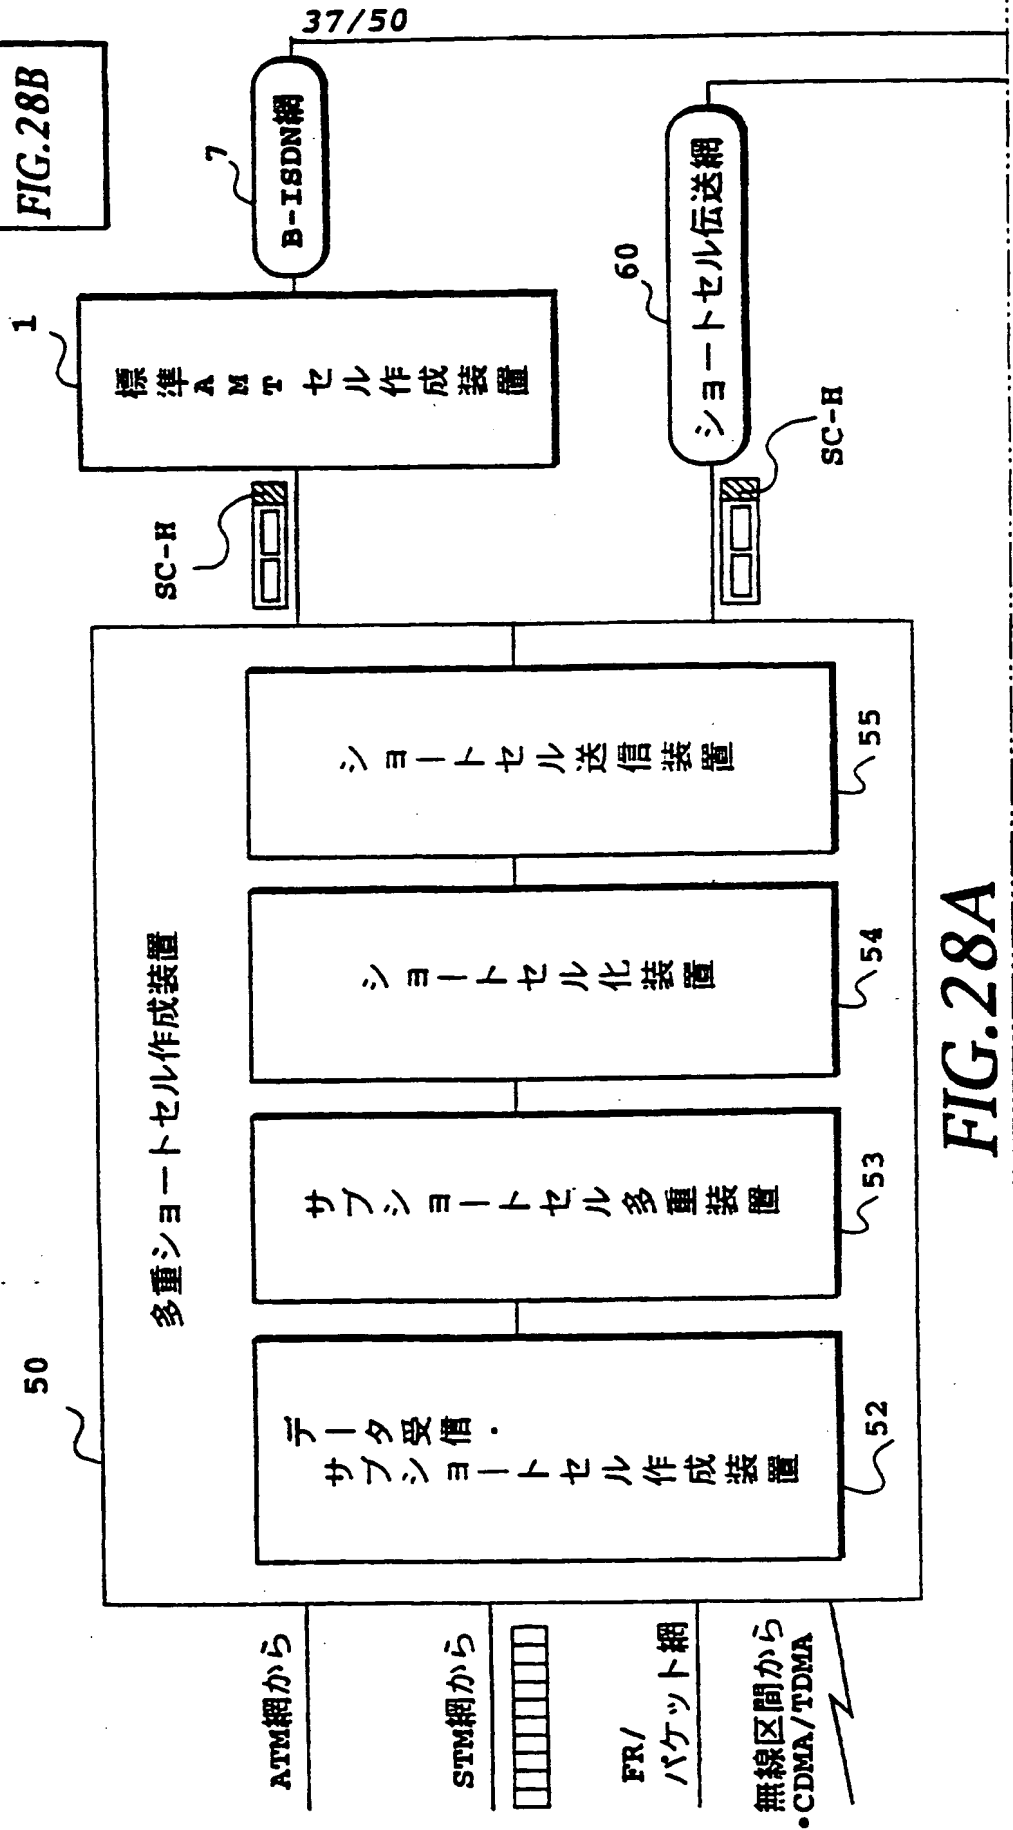 37/50
FIG.28B
50
多重ショートセル作成装置
ATM網から
STM網から
FR/
パケット網
無線区間から
•CDMA/TDMA
データ受信・
サブショートセル作成装置
52
サブショートセル多重装置
53
ショートセル化装置
54
ショートセル送信装置
55
SC-H
1
標準AMTセル作成装置
7
B-ISDN網
SC-H
60
ショートセル伝送網
FIG.28A